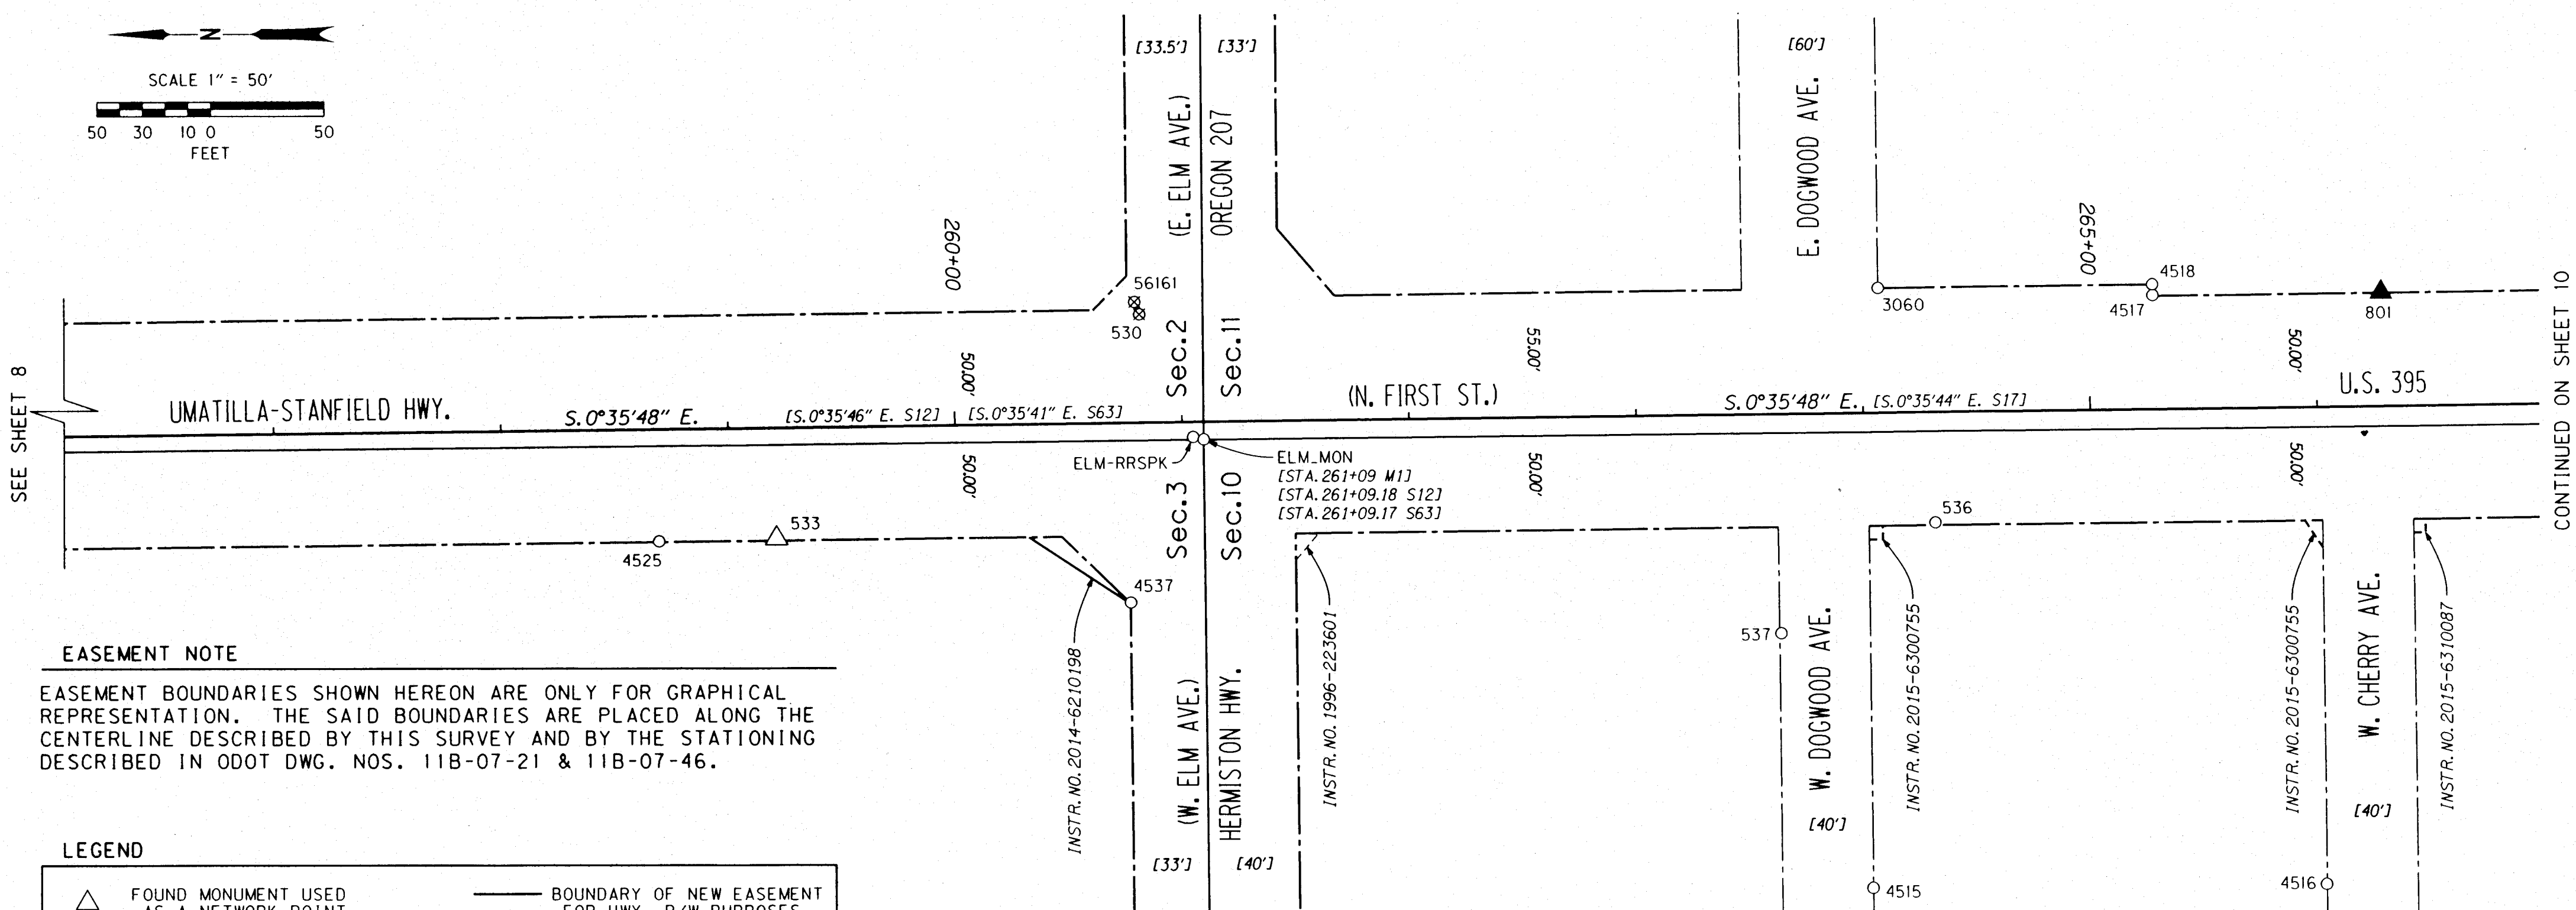 N
SCALE 1" = 50'
50 30 10 0 50
FEET
[33.5'] [33']
[60']
(E. ELM AVE.)
OREGON 207
E. DOGWOOD AVE.
260+00
265+00
56161
530
Sec.2
Sec.11
3060
4518
4517
801
50.00'
55.00'
50.00'
SEE SHEET 8
CONTINUED ON SHEET 10
UMATILLA-STANFIELD HWY.
S.0°35'48" E.
[S.0°35'46" E. S12]
[S.0°35'41" E. S63]
(N. FIRST ST.)
S.0°35'48" E.
[S.0°35'44" E. S17]
U.S. 395
50.00'
50.00'
50.00'
ELM-RRSPK
ELM_MON
[STA.261+09 M1]
[STA.261+09.18 S12]
[STA.261+09.17 S63]
Sec.3
Sec.10
533
4525
4537
536
537
INSTR.NO.2014-6210198
INSTR.NO.1996-223601
INSTR.NO.2015-6300755
INSTR.NO.2015-6300755
INSTR.NO.2015-6310087
(W. ELM AVE.)
HERMISTON HWY.
W. DOGWOOD AVE.
W. CHERRY AVE.
[33'] [40']
[40']
[40']
4515
4516
EASEMENT NOTE
EASEMENT BOUNDARIES SHOWN HEREON ARE ONLY FOR GRAPHICAL
REPRESENTATION. THE SAID BOUNDARIES ARE PLACED ALONG THE
CENTERLINE DESCRIBED BY THIS SURVEY AND BY THE STATIONING
DESCRIBED IN ODOT DWG. NOS. 11B-07-21 & 11B-07-46.
LEGEND
FOUND MONUMENT USED
AS A NETWORK POINT
BOUNDARY OF NEW EASEMENT
FOR HWY. R/W PURPOSES